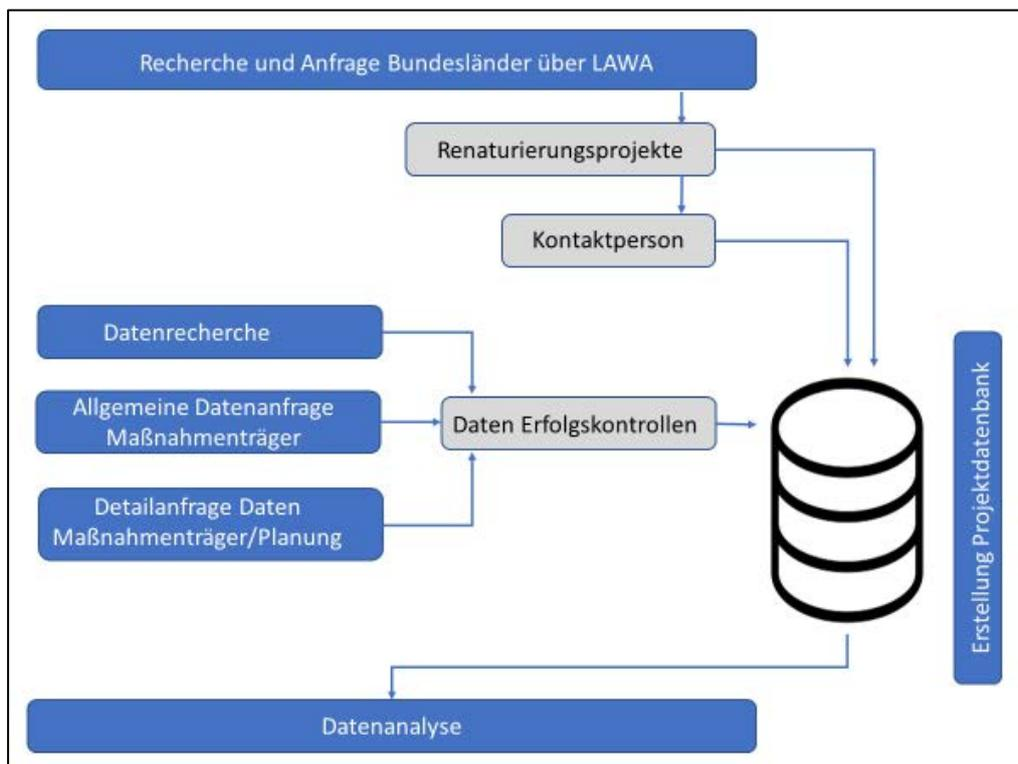 Recherche und Anfrage Bundesländer über LAWA
Renaturierungsprojekte
Kontaktperson
Datenrecherche
Allgemeine Datenanfrage
Maßnahmenträger
Daten Erfolgskontrollen
Detailanfrage Daten
Maßnahmenträger/Planung
Erstellung Projektdatenbank
Datenanalyse